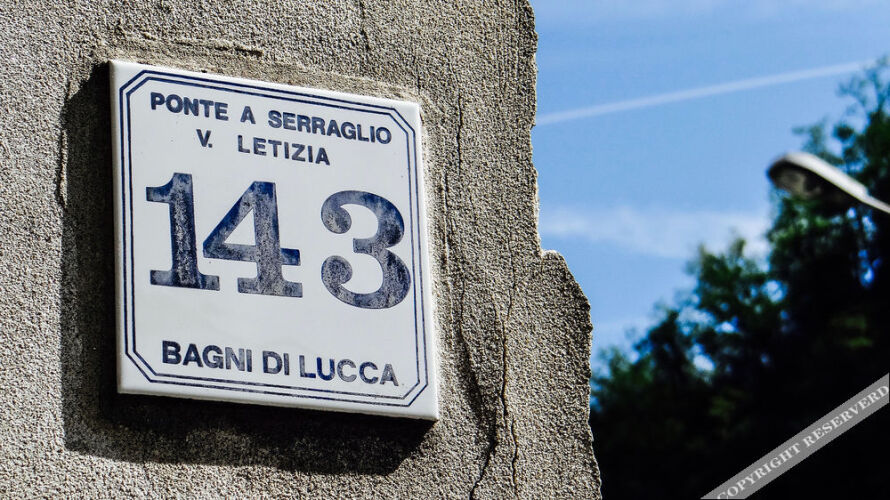 PONTE A SERRAGLIO
V. LETIZIA
143
BAGNI DI LUCCA
COPYRIGHT RESERVERD